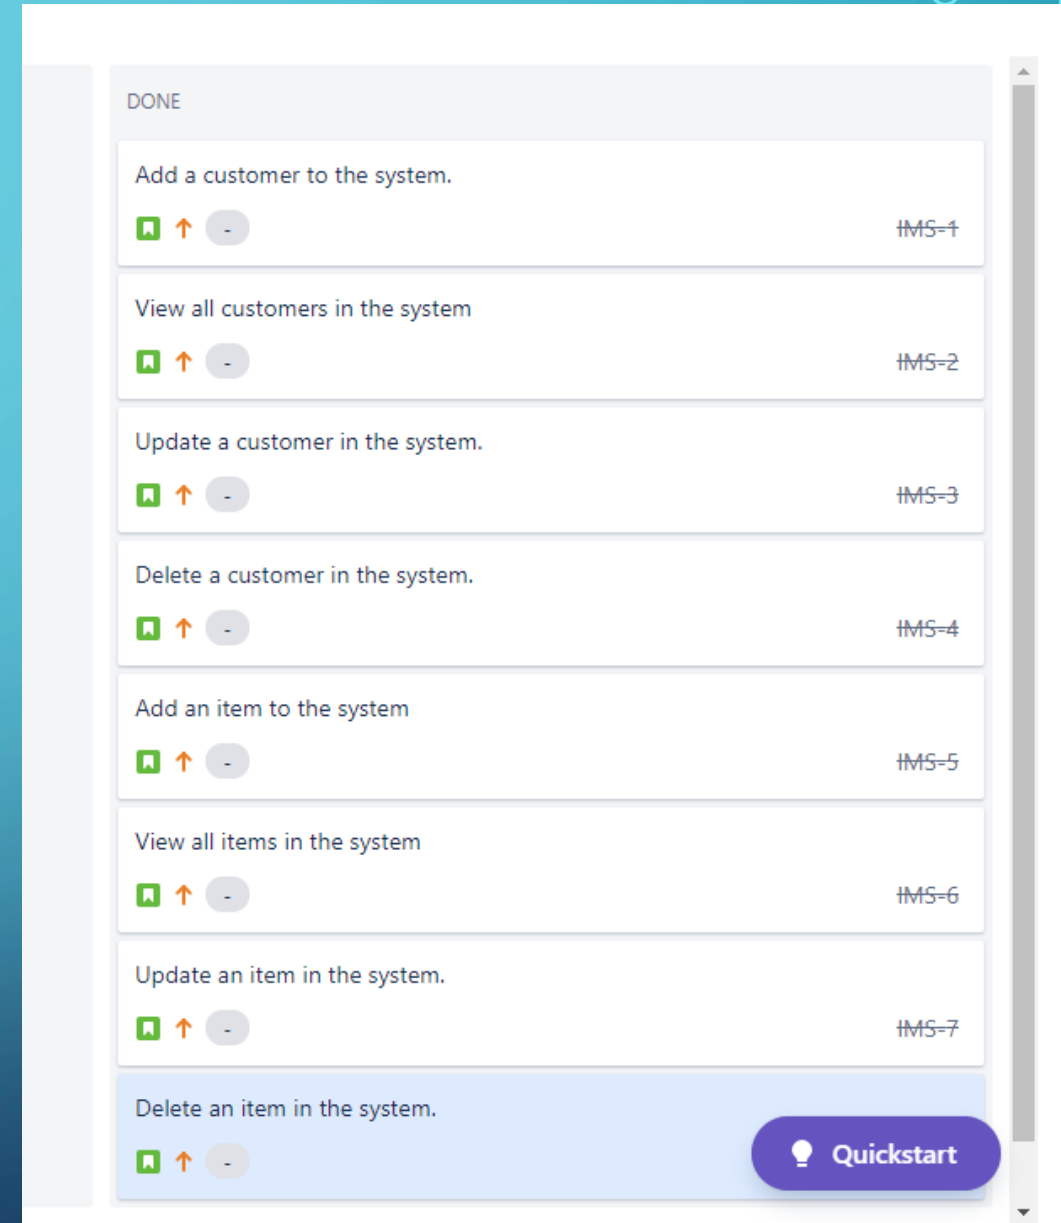 DONE
Add a customer to the system.
- IMS-1
View all customers in the system
- IMS-2
Update a customer in the system.
- IMS-3
Delete a customer in the system.
- IMS-4
Add an item to the system
- IMS-5
View all items in the system
- IMS-6
Update an item in the system.
- IMS-7
Delete an item in the system.
-
Quickstart